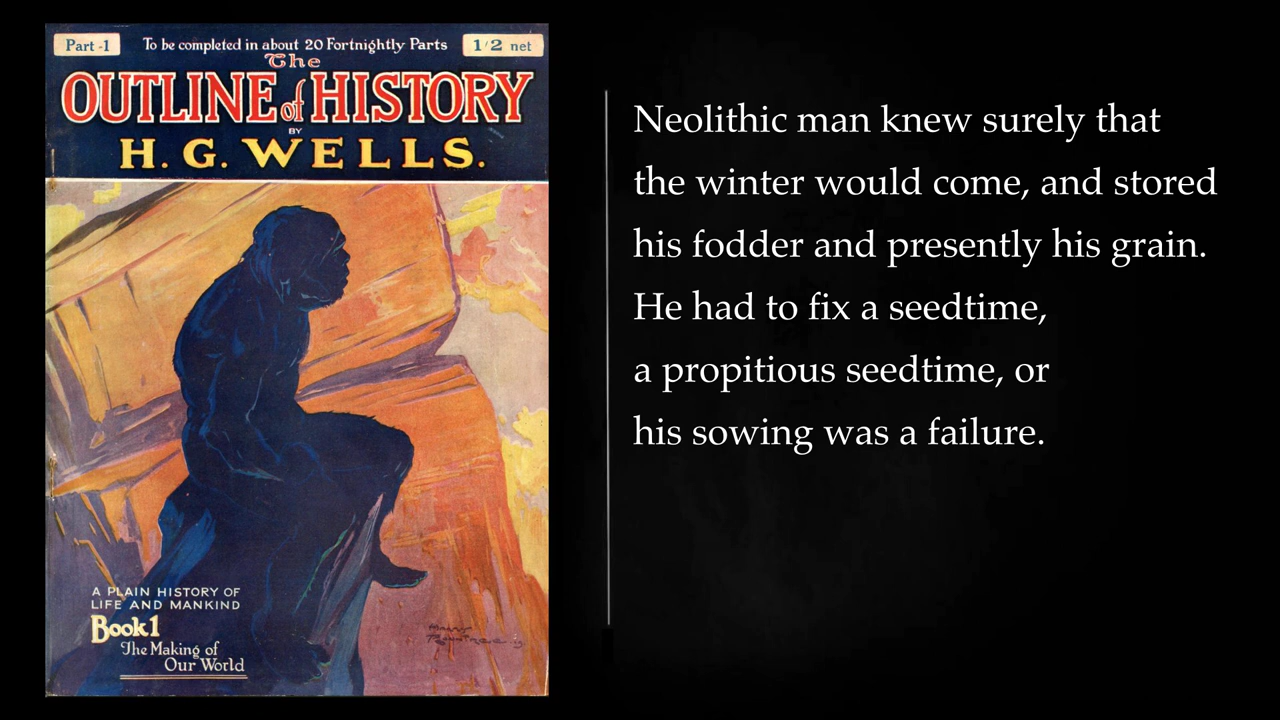 Part -1
To be completed in about 20 Fortnightly Parts
1/2 net
The
OUTLINE of HISTORY
BY
H. G. WELLS.
A PLAIN HISTORY OF
LIFE AND MANKIND
Book 1
The Making of
Our World
Neolithic man knew surely that
the winter would come, and stored
his fodder and presently his grain.
He had to fix a seedtime,
a propitious seedtime, or
his sowing was a failure.